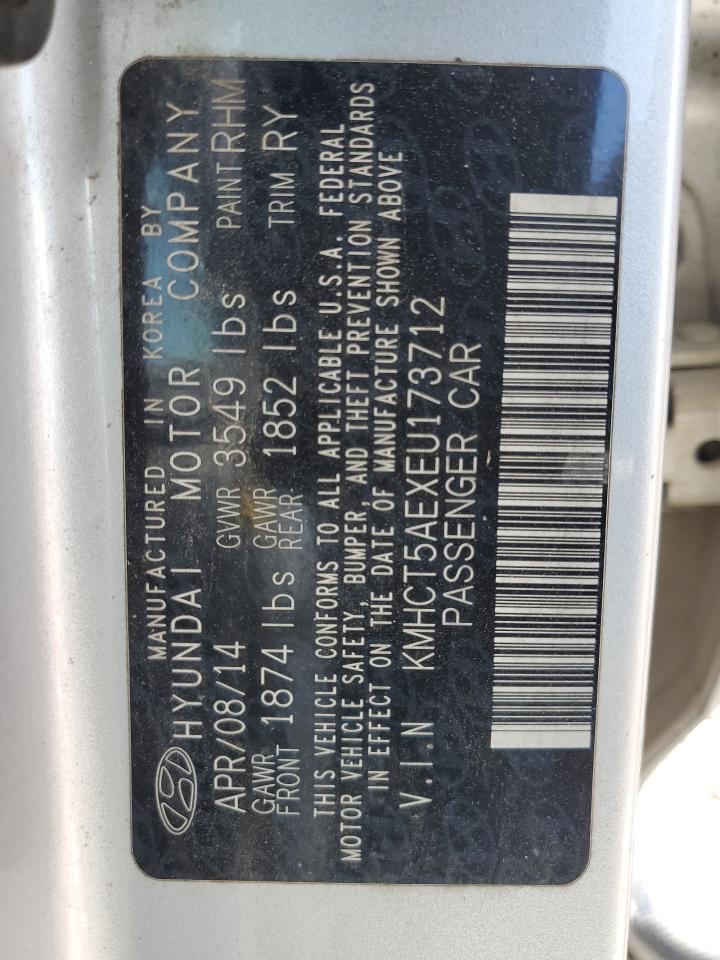 MANUFACTURED IN KOREA BY
HYUNDAI MOTOR COMPANY
APR/08/14 GVWR 3549 lbs PAINT RHM
GAWR FRONT 1874 lbs GAWR REAR 1852 lbs TRIM RY
THIS VEHICLE CONFORMS TO ALL APPLICABLE U.S.A. FEDERAL
MOTOR VEHICLE SAFETY, BUMPER, AND THEFT PREVENTION STANDARDS
IN EFFECT ON THE DATE OF MANUFACTURE SHOWN ABOVE
V.I.N KMHCT5AEXEU173712
PASSENGER CAR